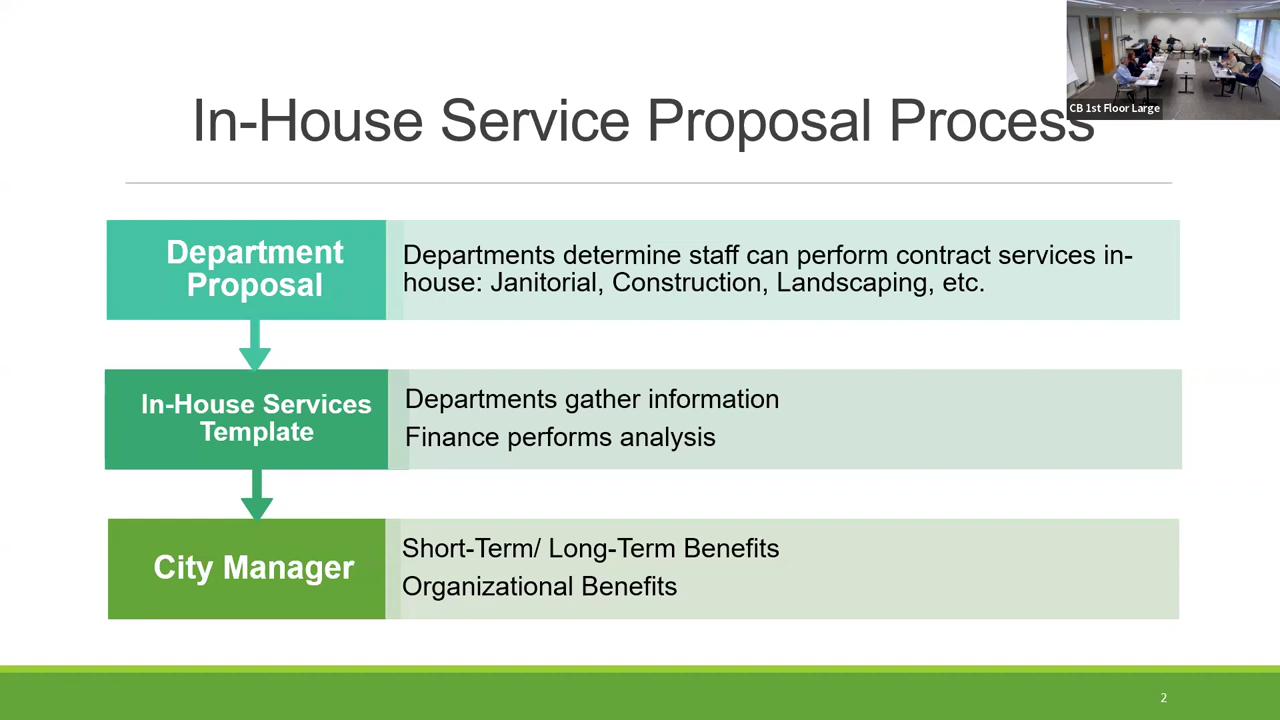 CB 1st Floor Large
In-House Service Proposal Process
Department
Proposal
Departments determine staff can perform contract services in-
house: Janitorial, Construction, Landscaping, etc.
In-House Services
Template
Departments gather information
Finance performs analysis
City Manager
Short-Term/ Long-Term Benefits
Organizational Benefits
2